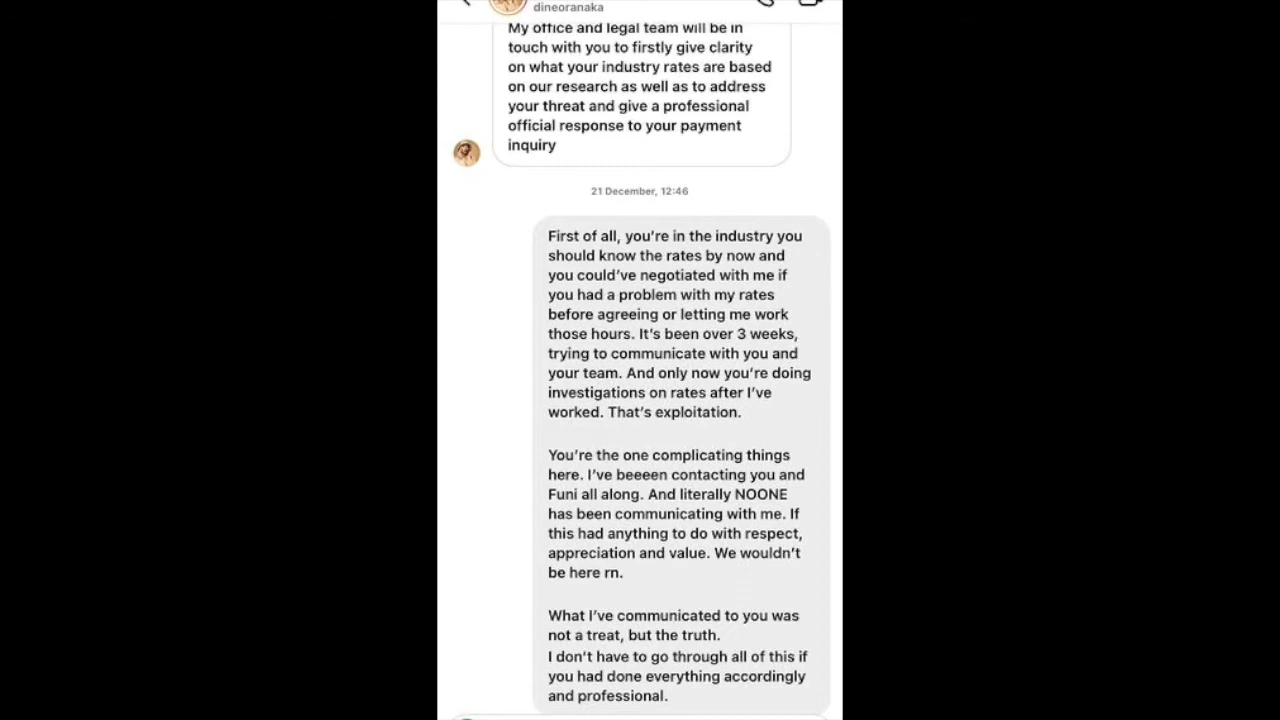 dineoranaka
My office and legal team will be in
touch with you to firstly give clarity
on what your industry rates are based
on our research as well as to address
your threat and give a professional
official response to your payment
inquiry
21 December, 12:46
First of all, you're in the industry you
should know the rates by now and
you could've negotiated with me if
you had a problem with my rates
before agreeing or letting me work
those hours. It's been over 3 weeks,
trying to communicate with you and
your team. And only now you're doing
investigations on rates after I've
worked. That's exploitation.
You're the one complicating things
here. I've beeeen contacting you and
Funi all along. And literally NOONE
has been communicating with me. If
this had anything to do with respect,
appreciation and value. We wouldn't
be here rn.
What I've communicated to you was
not a treat, but the truth.
I don't have to go through all of this if
you had done everything accordingly
and professional.